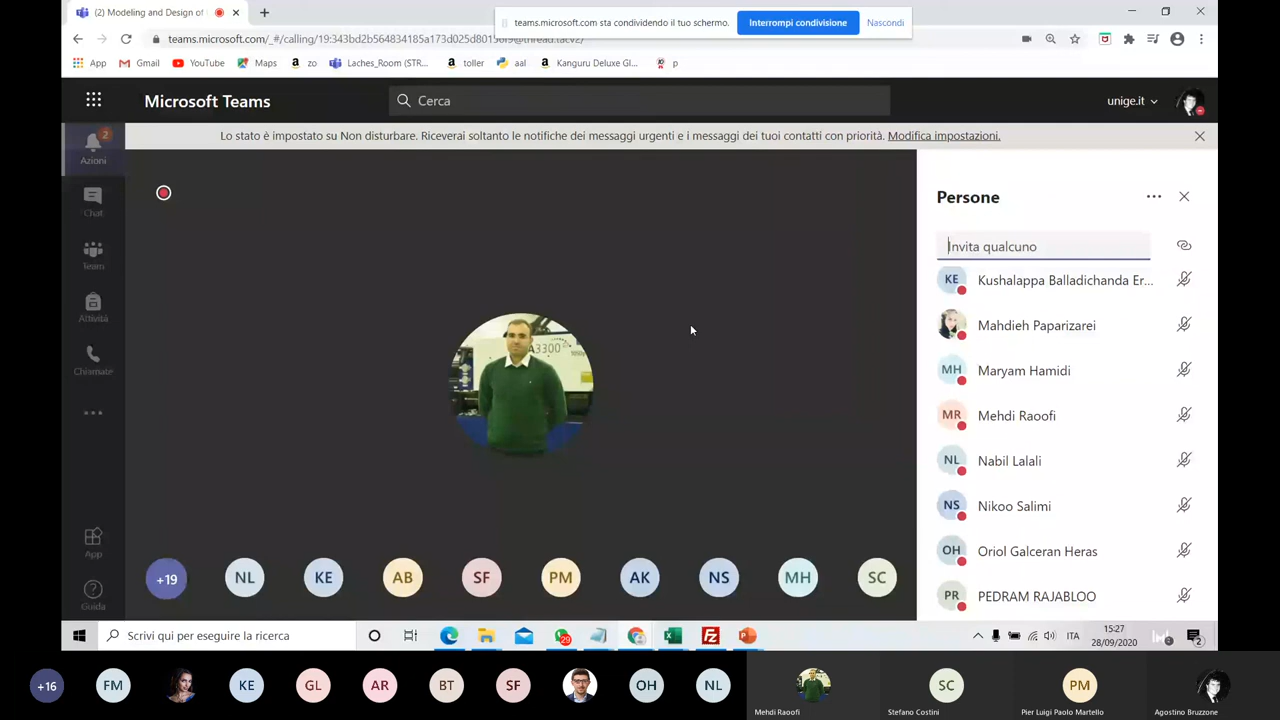 (2) Modeling and Design of
teams.microsoft.com sta condividendo il tuo schermo.
Interrompi condivisione
Nascondi
App
Gmail
YouTube
Maps
zo
Laches_Room (STR...
toller
aal
Kanguru Deluxe Gl...
p
Microsoft Teams
Cerca
unige.it
Lo stato è impostato su Non disturbare. Riceverai soltanto le notifiche dei messaggi urgenti e i messaggi dei tuoi contatti con priorità. Modifica impostazioni.
2
Azioni
Chat
Team
Attività
Chiamate
App
Guida
A3300
Persone
Invita qualcuno
KE Kushalappa Balladichanda Er...
Mahdieh Paparizarei
MH Maryam Hamidi
MR Mehdi Raoofi
NL Nabil Lalali
NS Nikoo Salimi
OH Oriol Galceran Heras
PR PEDRAM RAJABLOO
+19 NL KE AB SF PM AK NS MH SC
Scrivi qui per eseguire la ricerca
29
ITA
15:27
28/09/2020
2
+16 FM KE GL AR BT SF OH NL SC PM
Mehdi Raoofi
Stefano Costini
Pier Luigi Paolo Martello
Agostino Bruzzone